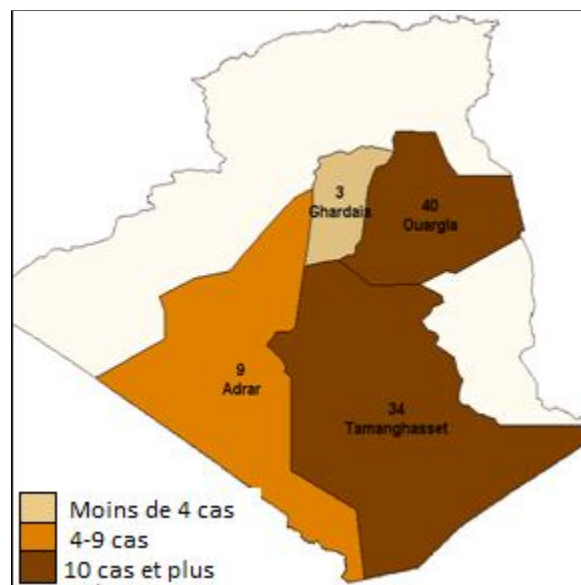 3
Ghardaia
40
Ouargla
9
Adrar
34
Tamanghasset
Moins de 4 cas
4-9 cas
10 cas et plus